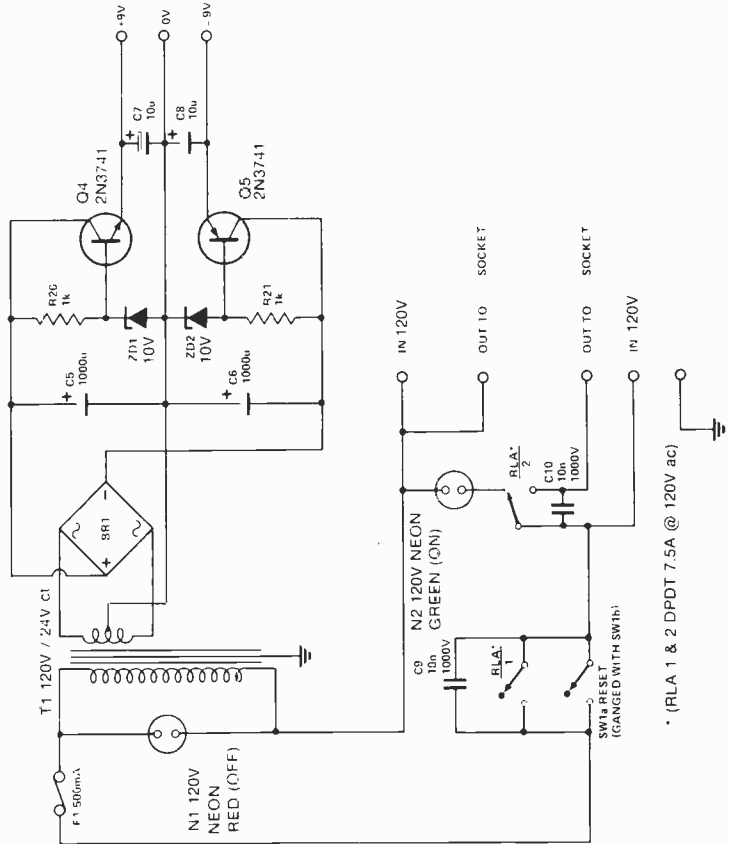 +9V
0V
- 9V
+ C7
10u
+ C8
10u
Q4
2N3741
Q5
2N3741
R26
1k
R21
1k
ZD1
10V
ZD2
10V
+ C5
1000u
+ C6
1000u
BR1
+
-
T1 120V / 24V ct
F1 500mA
N1 120V
NEON
RED (OFF)
N2 120V NEON
GREEN (ON)
RLA*
2
C10
10n
1000V
C9
10n
1000V
RLA*
1
SW1a RESET
(GANGED WITH SW1b)
IN 120V
OUT TO SOCKET
OUT TO SOCKET
IN 120V
* (RLA 1 & 2 DPDT 7.5A @ 120V ac)